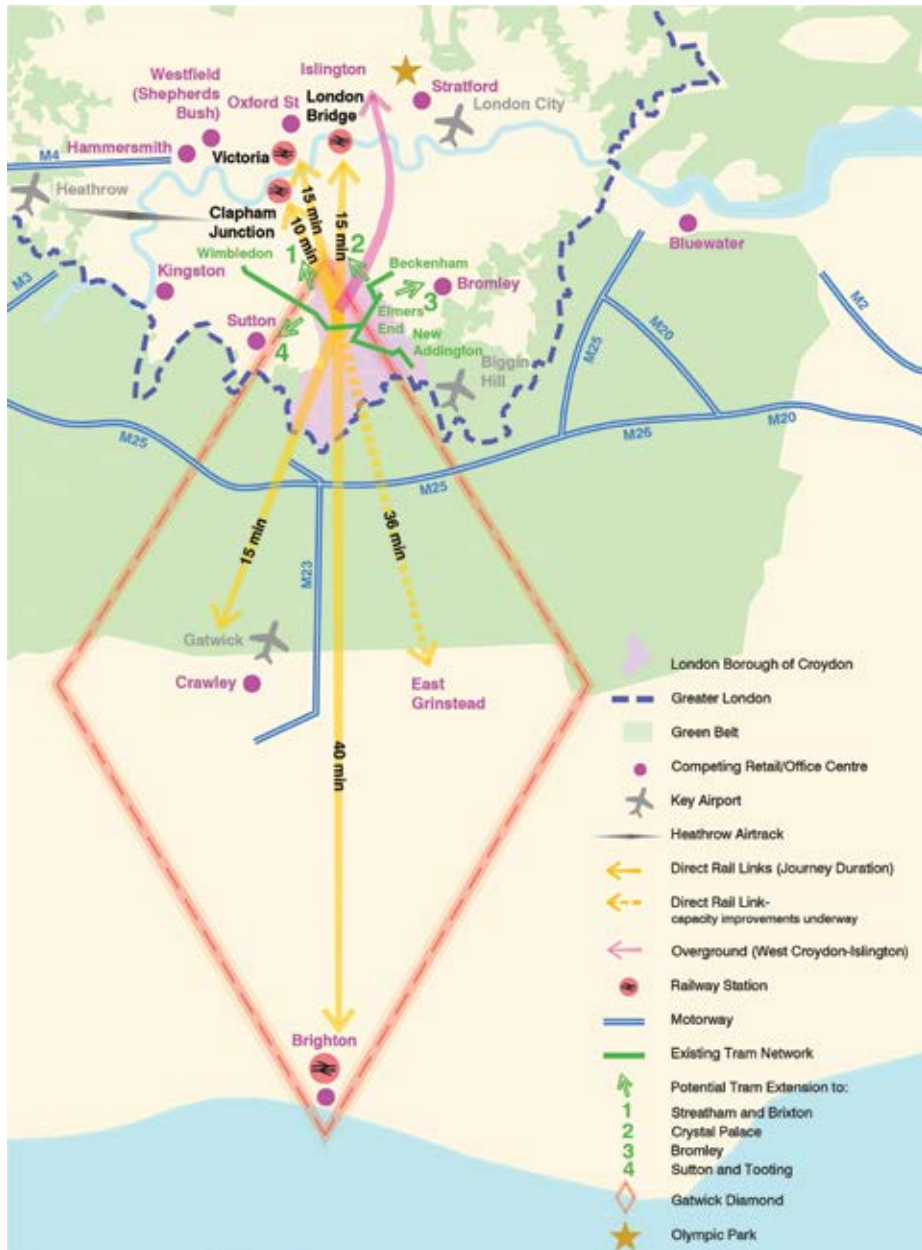 Islington
Westfield
(Shepherds
Bush)
Oxford St
London
Bridge
Stratford
London City
Hammersmith
M4
Victoria
Heathrow
Clapham
Junction
15 min
10 min
15 min
Bluewater
Wimbledon
1
2
Beckenham
Kingston
M3
3
Bromley
M2
Elmers
End
Sutton
4
New
Addington
M25
M20
Biggin
Hill
M20
M25
M26
M25
15 min
36 min
M23
Gatwick
Crawley
East
Grinstead
40 min
Brighton
London Borough of Croydon
Greater London
Green Belt
Competing Retail/Office Centre
Key Airport
Heathrow Airtrack
Direct Rail Links (Journey Duration)
Direct Rail Link-
capacity improvements underway
Overground (West Croydon-Islington)
Railway Station
Motorway
Existing Tram Network
Potential Tram Extension to:
1 Streatham and Brixton
2 Crystal Palace
3 Bromley
4 Sutton and Tooting
Gatwick Diamond
Olympic Park